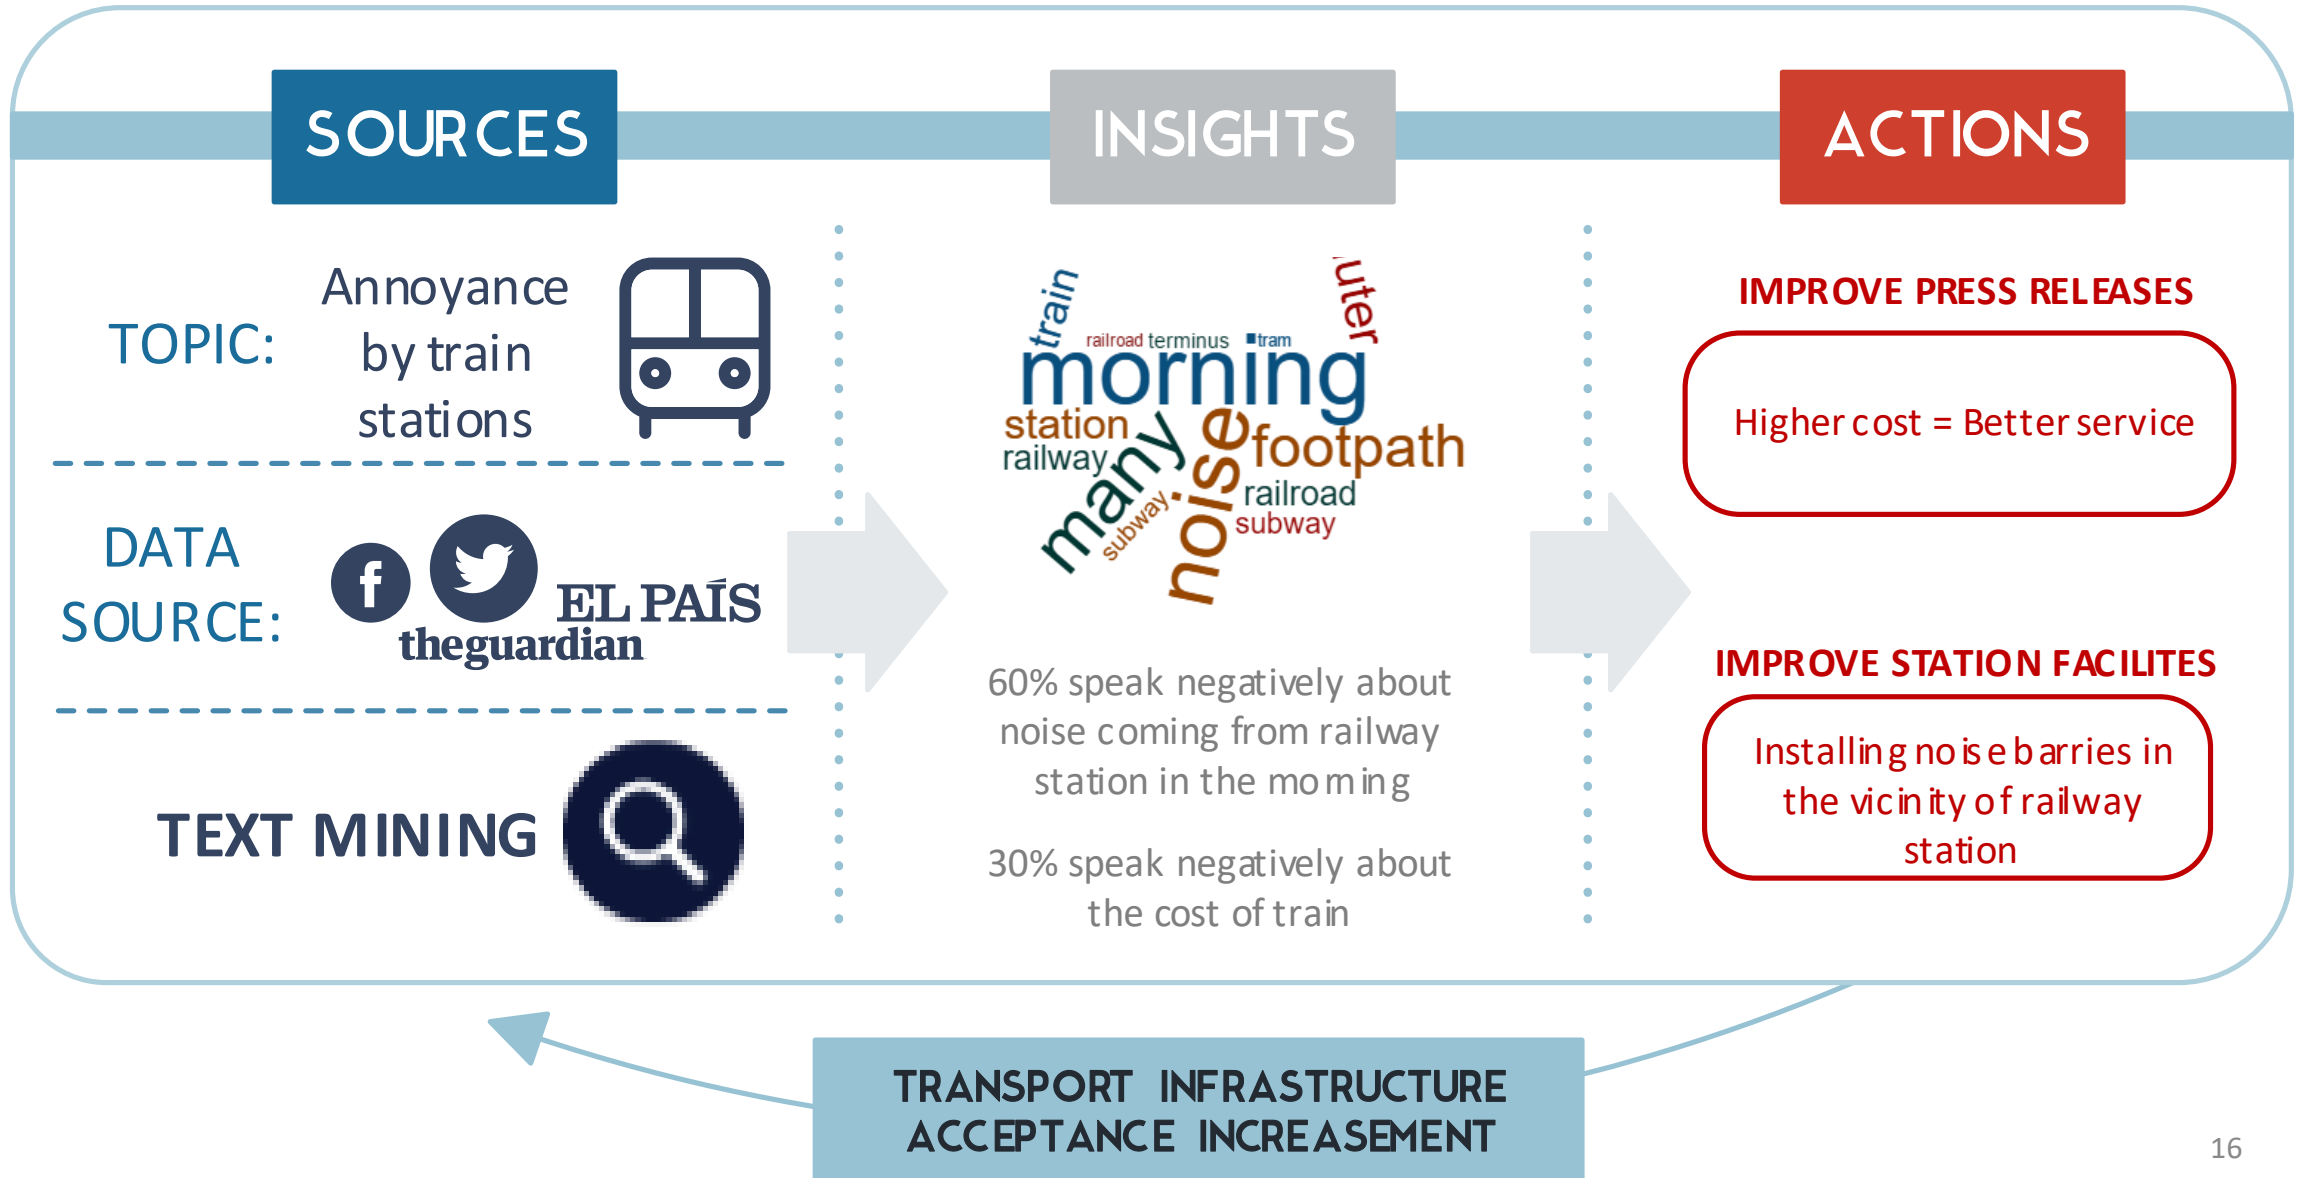 SOURCES
INSIGHTS
ACTIONS
TOPIC:
Annoyance
by train
stations
DATA
SOURCE:
f
EL PAÍS
theguardian
TEXT MINING
train
uter
railroad
terminus
tram
morning
station
railway
many
subway
noise
footpath
railroad
subway
60% speak negatively about
noise coming from railway
station in the morning
30% speak negatively about
the cost of train
IMPROVE PRESS RELEASES
Higher cost = Better service
IMPROVE STATION FACILITES
Installing noise barries in
the vicinity of railway
station
TRANSPORT INFRASTRUCTURE
ACCEPTANCE INCREASEMENT
16